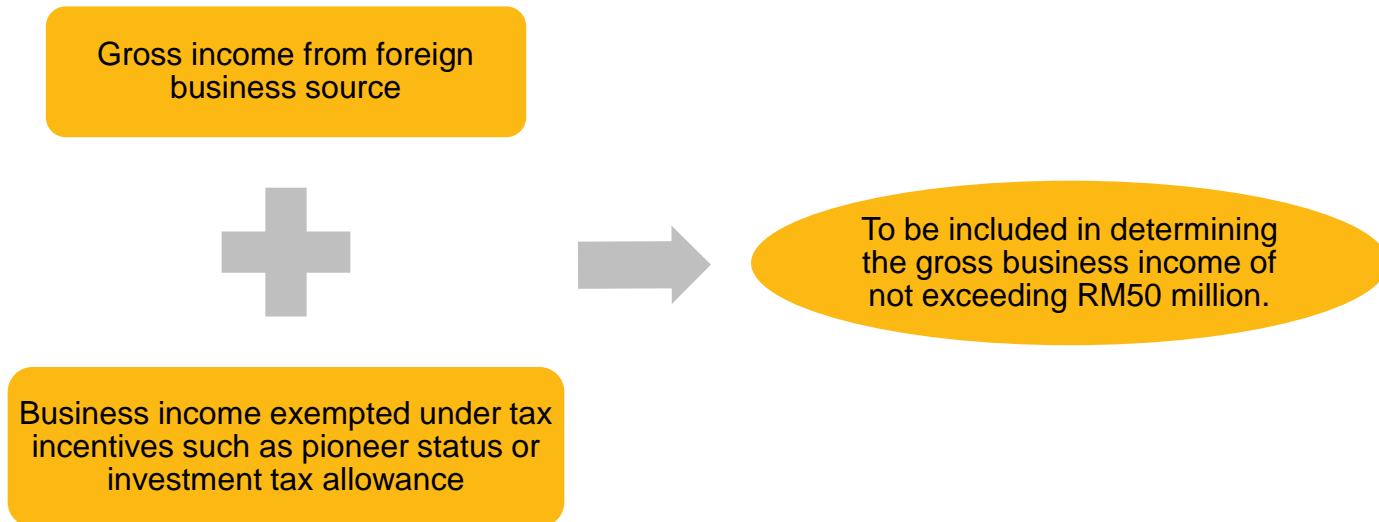 Gross income from foreign
business source
To be included in determining
the gross business income of
not exceeding RM50 million.
Business income exempted under tax
incentives such as pioneer status or
investment tax allowance